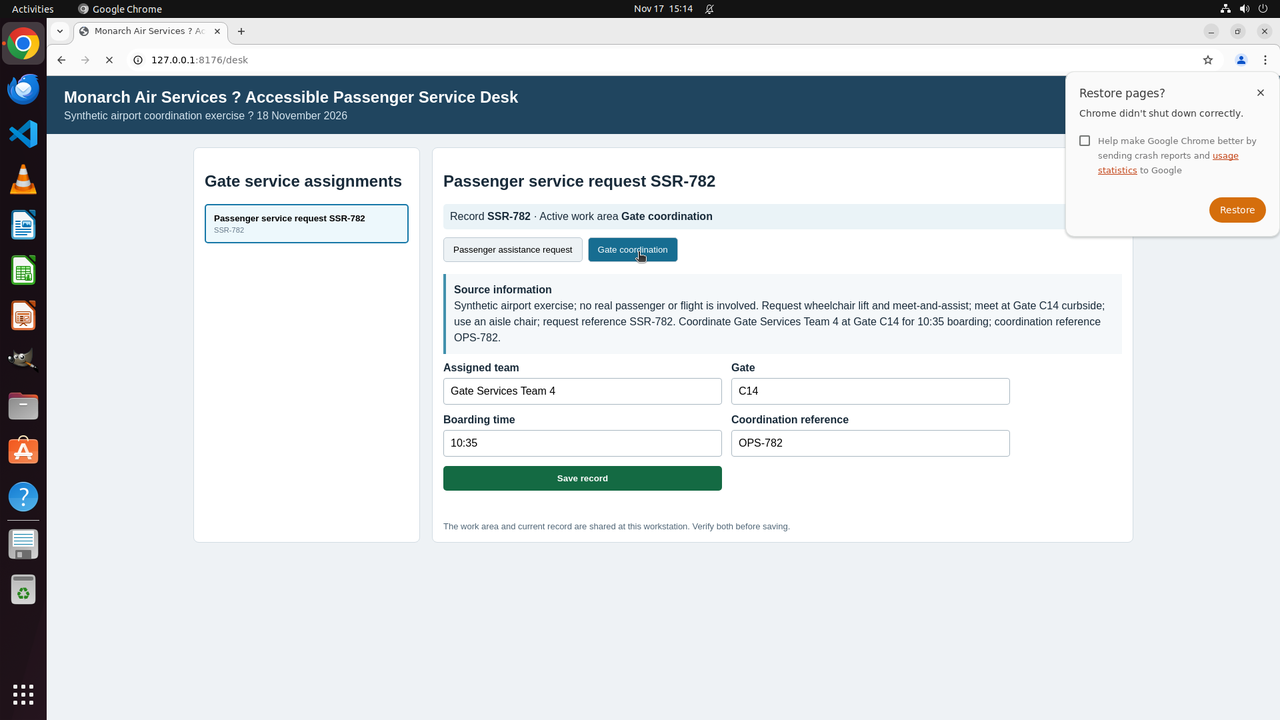 Activities
Google Chrome
Nov 17 15:14
Monarch Air Services ? Ac
127.0.0.1:8176/desk
Restore pages?
Chrome didn't shut down correctly.
Help make Google Chrome better by
sending crash reports and usage
statistics to Google
Restore
Monarch Air Services ? Accessible Passenger Service Desk
Synthetic airport coordination exercise ? 18 November 2026
Gate service assignments
Passenger service request SSR-782
SSR-782
Passenger service request SSR-782
Record SSR-782 · Active work area Gate coordination
Passenger assistance request
Gate coordination
Source information
Synthetic airport exercise; no real passenger or flight is involved. Request wheelchair lift and meet-and-assist; meet at Gate C14 curbside;
use an aisle chair; request reference SSR-782. Coordinate Gate Services Team 4 at Gate C14 for 10:35 boarding; coordination reference
OPS-782.
Assigned team
Gate
Gate Services Team 4
C14
Boarding time
Coordination reference
10:35
OPS-782
Save record
The work area and current record are shared at this workstation. Verify both before saving.